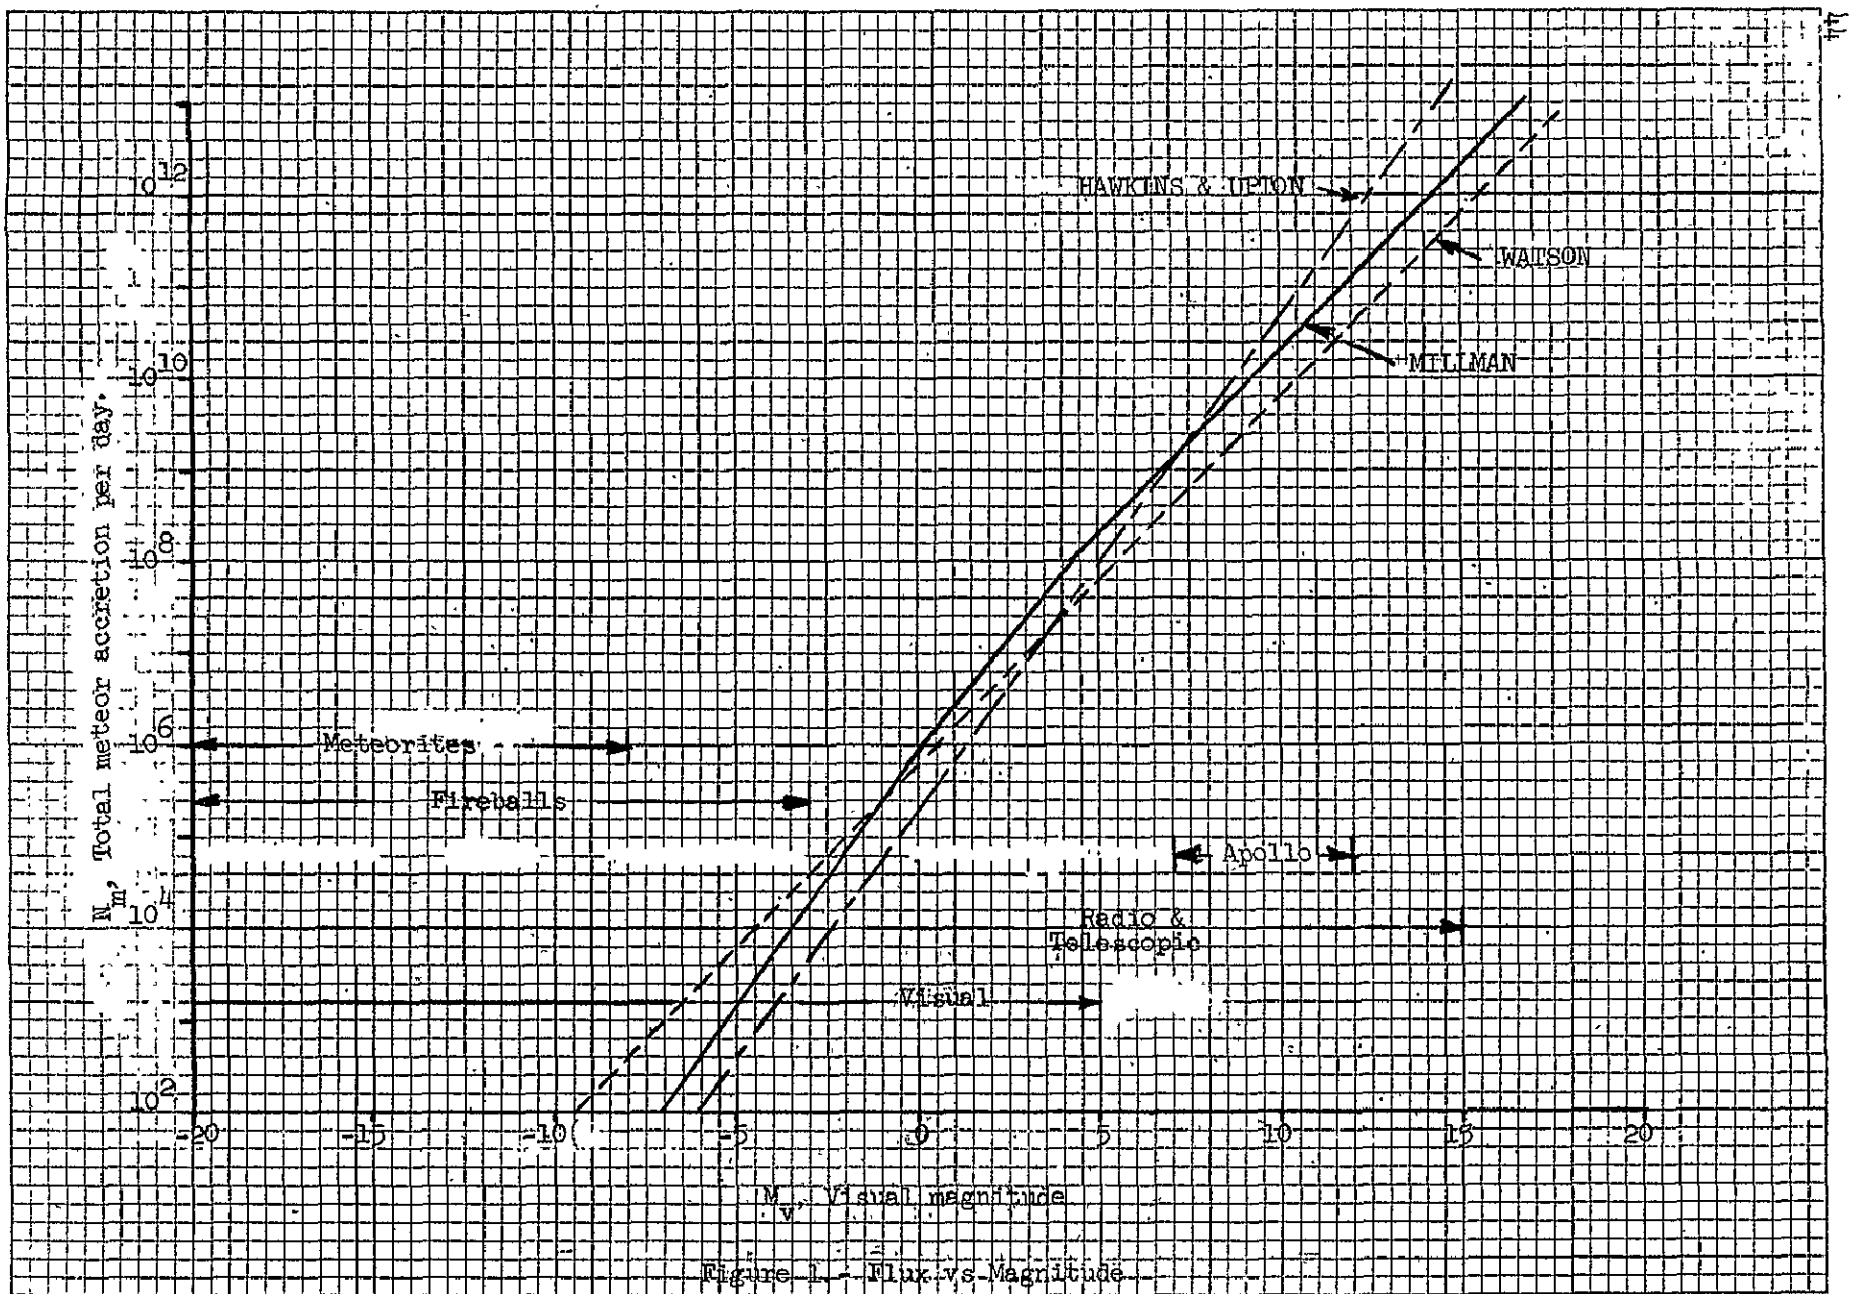 44
10^12
HAWKINS & UPTON
WATSON
10^10
MILLMAN
10^8
N_m, Total meteor accretion per day.
10^6
Meteorites
Fireballs
Apollo
10^4
Radio &
Telescopic
Visual
10^2
-20 -15 -10 -5 0 5 10 15 20
M_v, Visual magnitude
Figure 1 - Flux vs Magnitude